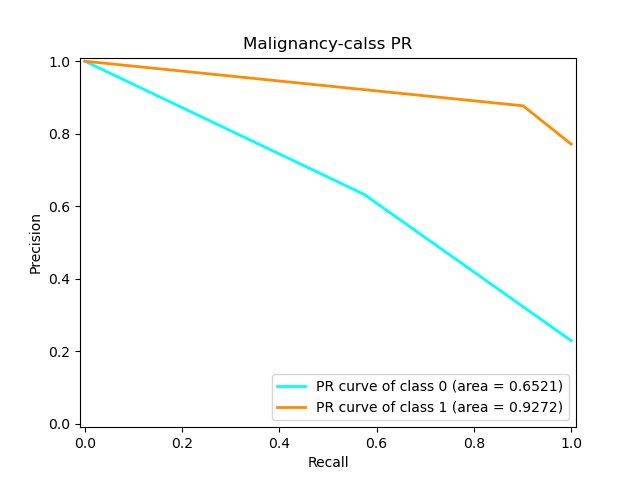 Malignancy-calss PR
1.0
0.8
0.6
0.4
0.2
0.0
Precision
0.0 0.2 0.4 0.6 0.8 1.0
Recall
PR curve of class 0 (area = 0.6521)
PR curve of class 1 (area = 0.9272)